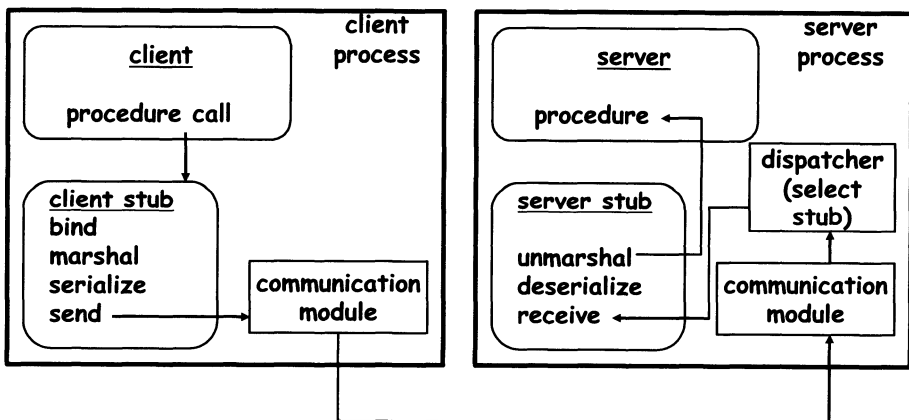 client
process
client
procedure call
client stub
bind
marshal
serialize
send
communication
module
server
process
server
procedure
dispatcher
(select
stub)
server stub
unmarshal
deserialize
receive
communication
module